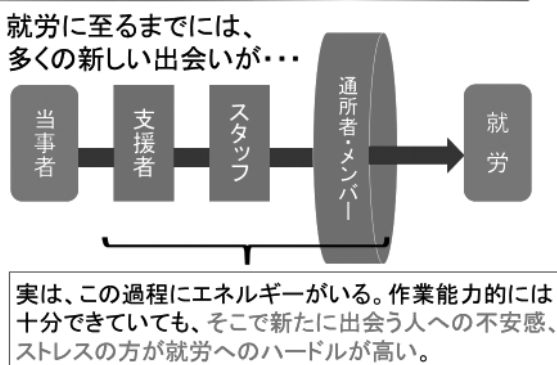 就労に至るまでには、
多くの新しい出会いが・・・
当事者
支援者
スタッフ
通所者・メンバー
就労
実は、この過程にエネルギーがいる。作業能力的には
十分できていても、そこで新たに出会う人への不安感、
ストレスの方が就労へのハードルが高い。